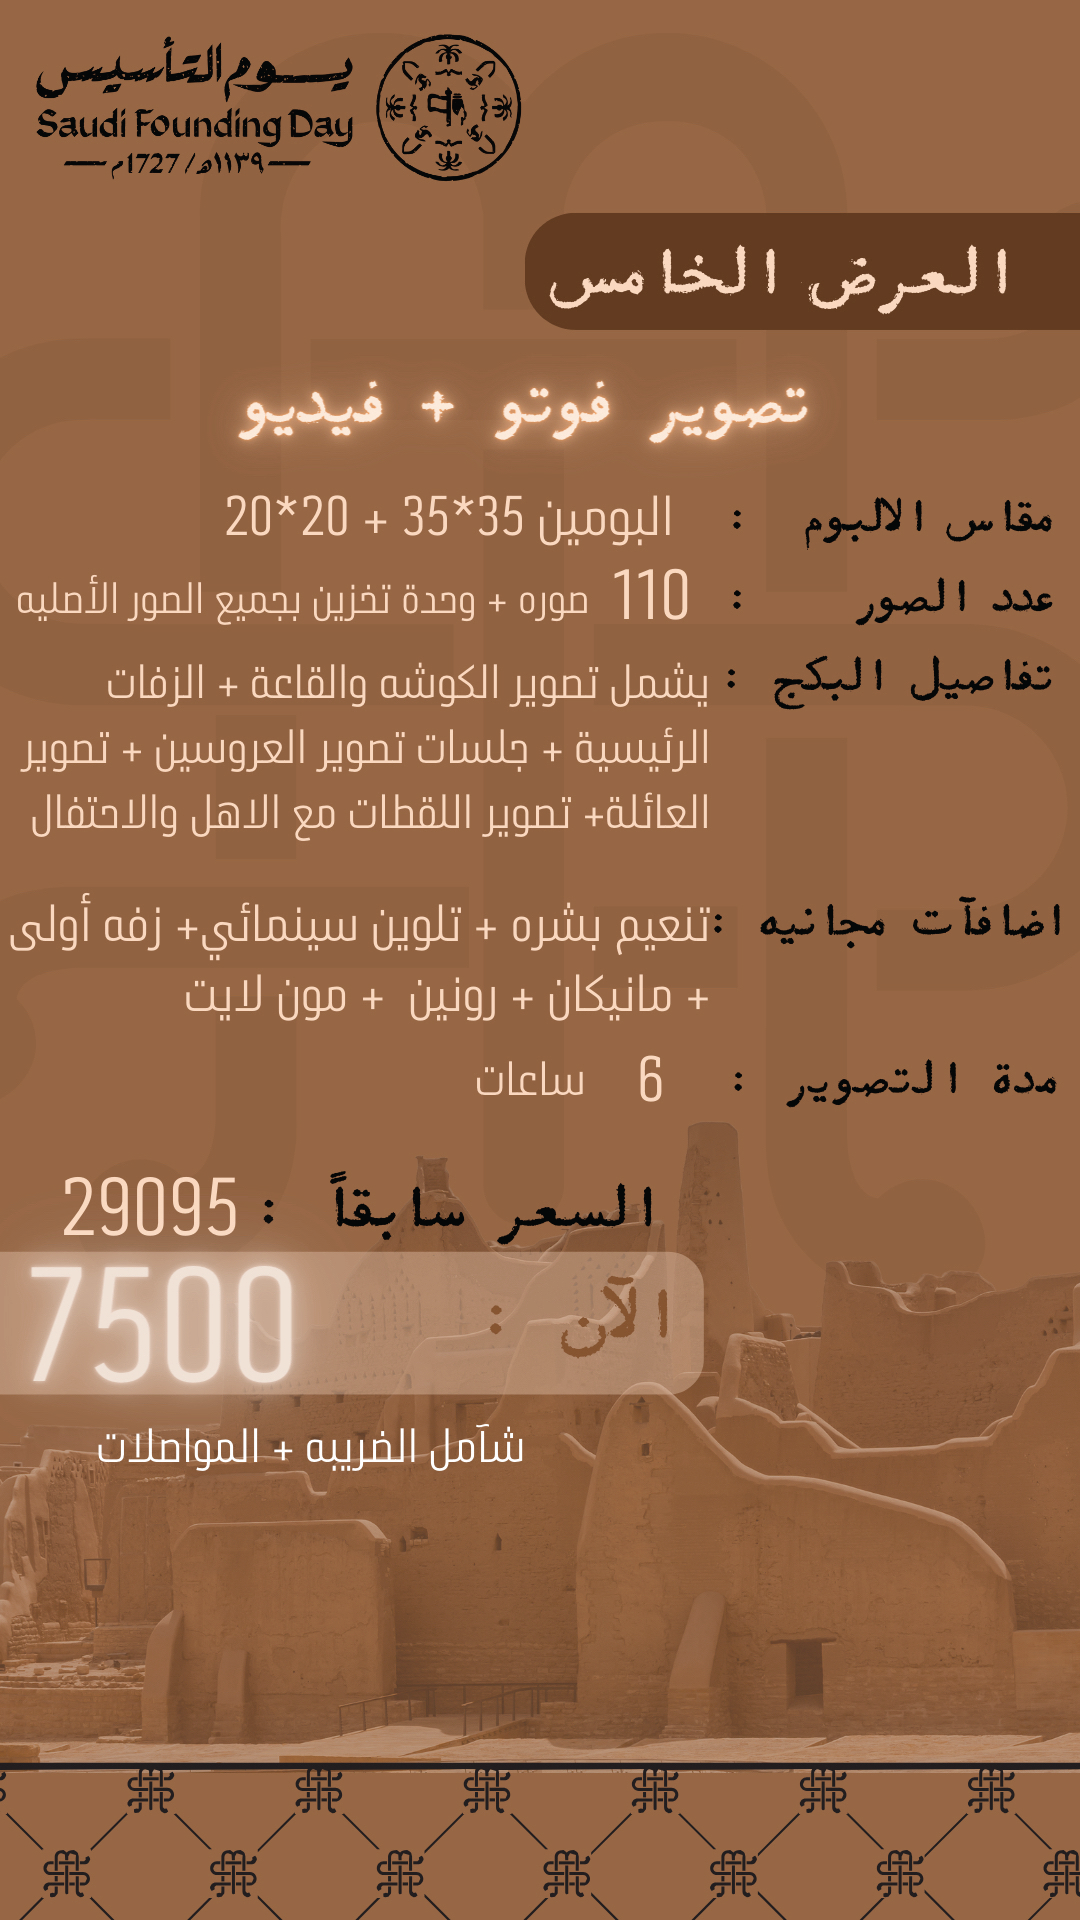 يوم التأسيس
Saudi Founding Day
١١٣٩هـ / 1727م
العرض الخامس
تصوير فوتو + فيديو
مقاس الالبوم : البومين 35*35 + 20*20
عدد الصور : 110 صوره + وحدة تخزين بجميع الصور الأصليه
تفاصيل البكج : يشمل تصوير الكوشه والقاعة + الزفات
الرئيسية + جلسات تصوير العروسين + تصوير
العائلة+ تصوير اللقطات مع الاهل والاحتفال
اضافآت مجانيه :تنعيم بشره + تلوين سينمائي+ زفه أولى
+ مانيكان + رونين + مون لايت
مدة التصوير : 6 ساعات
السعر سابقاً : 29095
الآن : 7500
شآمل الضريبه + المواصلات